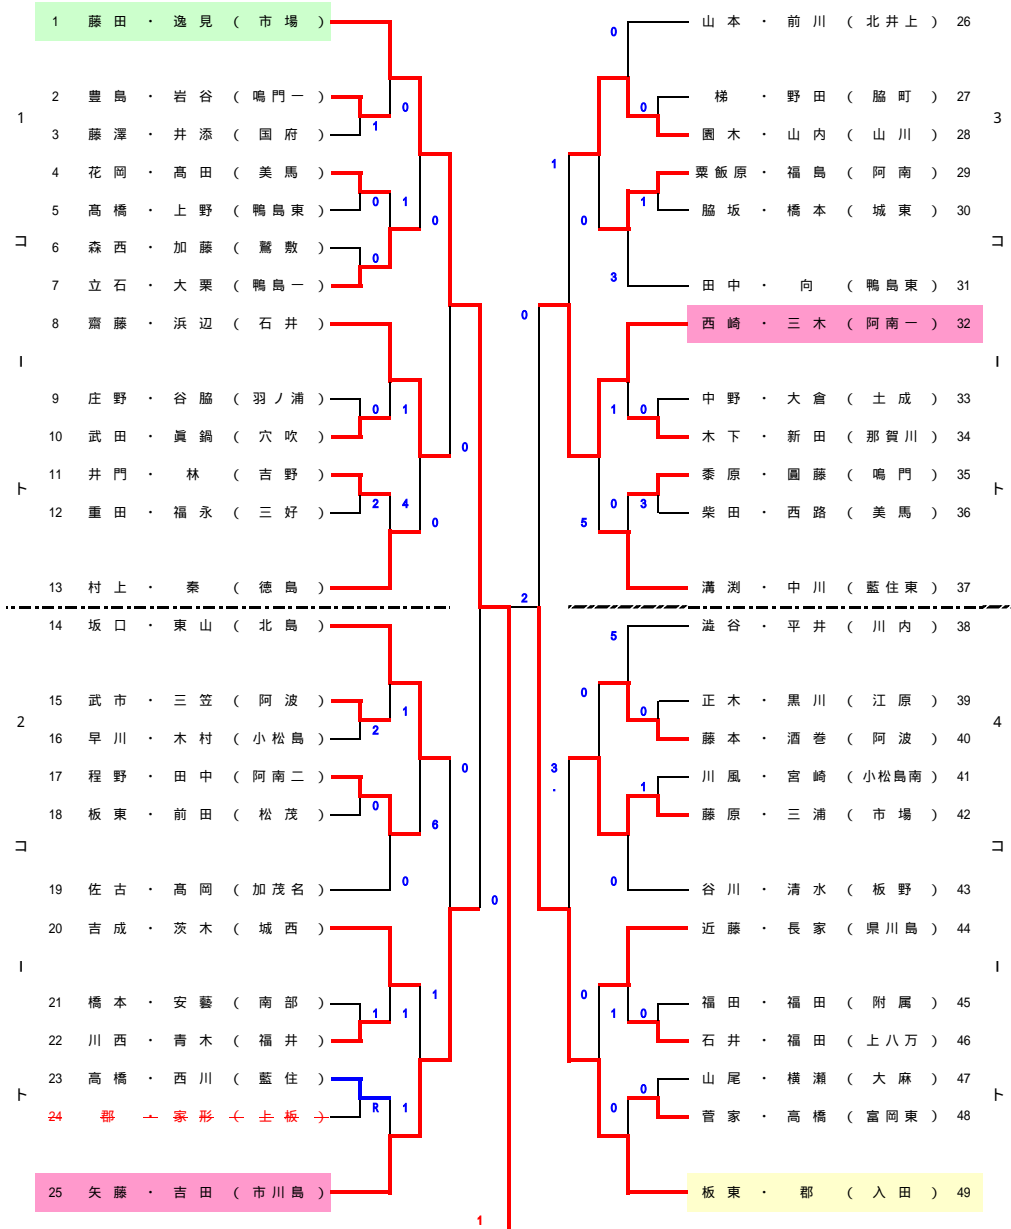 1 藤田・逸見(市場)
2 豊島・岩谷(鳴門一)
3 藤澤・井添(国府)
4 花岡・髙田(美馬)
5 髙橋・上野(鴨島東)
6 森西・加藤(鷲敷)
7 立石・大栗(鴨島一)
8 齋藤・浜辺(石井)
9 庄野・谷脇(羽ノ浦)
10 武田・眞鍋(穴吹)
11 井門・林(吉野)
12 重田・福永(三好)
13 村上・秦(徳島)
1コート
0
1
0
1
0
0
0
1
0
2
4
0
0
14 坂口・東山(北島)
15 武市・三笠(阿波)
16 早川・木村(小松島)
17 程野・田中(阿南二)
18 板東・前田(松茂)
19 佐古・髙岡(加茂名)
20 吉成・茨木(城西)
21 橋本・安藝(南部)
22 川西・青木(福井)
23 高橋・西川(藍住)
24 郡・家形(上板)
25 矢藤・吉田(市川島)
2コート
1
2
0
0
6
0
0
1
1
1
R
1
1
山本・前川(北井上) 26
梯・野田(脇町) 27
園木・山内(山川) 28
粟飯原・福島(阿南) 29
脇坂・橋本(城東) 30
田中・向(鴨島東) 31
西崎・三木(阿南一) 32
中野・大倉(土成) 33
木下・新田(那賀川) 34
黍原・圓藤(鳴門) 35
柴田・西路(美馬) 36
溝渕・中川(藍住東) 37
3コート
0
0
1
1
0
3
0
1
0
0
3
5
2
澁谷・平井(川内) 38
正木・黒川(江原) 39
藤本・酒巻(阿波) 40
川風・宮崎(小松島南) 41
藤原・三浦(市場) 42
谷川・清水(板野) 43
近藤・長家(県川島) 44
福田・福田(附属) 45
石井・福田(上八万) 46
山尾・横瀬(大麻) 47
菅家・高橋(富岡東) 48
板東・郡(入田) 49
4コート
5
0
0
3.
1
0
0
1
0
0
0